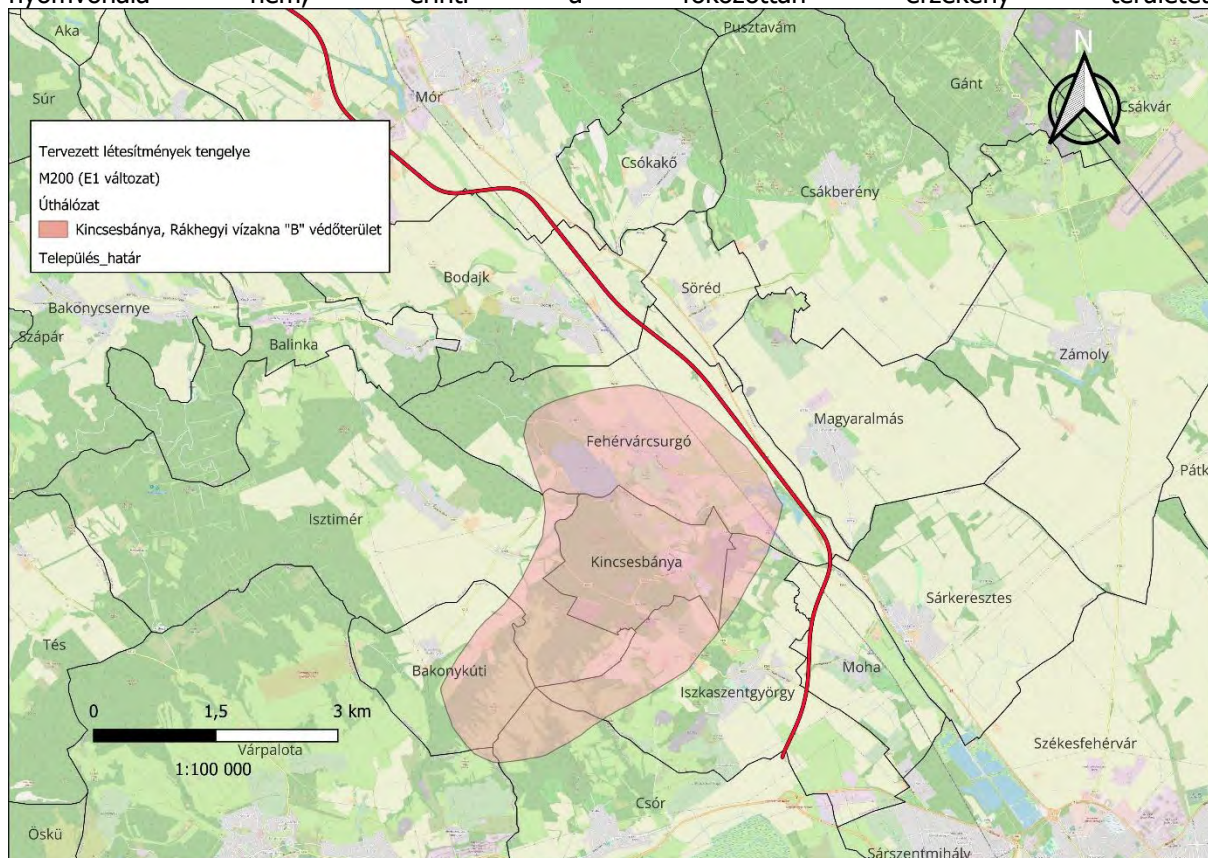 nyomvonala nem) érinti a fokozottan érzékeny területet
Aka
Pusztavám
N
Gánt
Csákvár
Súr
Mór
Csókakő
Csákberény
Tervezett létesítmények tengelye
M200 (E1 változat)
Úthálózat
Kincsesbánya, Rákhegyi vízakna "B" védőterület
Település_határ
Bodajk
Söréd
Bakonycsernye
Szápár
Balinka
Zámoly
Magyaralmás
Fehérvárcsurgó
Pátk
Isztimér
Kincsesbánya
Sárkeresztes
Tés
Moha
Bakonykúti
Iszkaszentgyörgy
0 1,5 3 km
Várpalota
1:100 000
Székesfehérvár
Csór
Öskü
Sárszentmihály